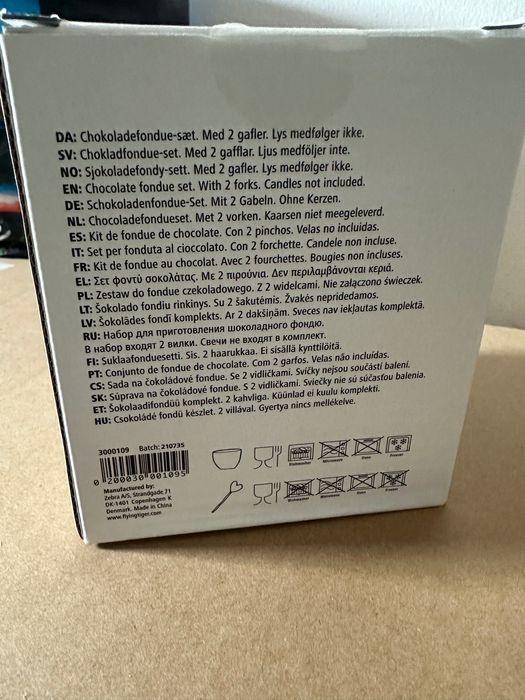 DA: Chokoladefondue-sæt. Med 2 gafler. Lys medfølger ikke.
SV: Chokladfondue-set. Med 2 gafflar. Ljus medföljer inte.
NO: Sjokoladefondy-sett. Med 2 gafler. Lys medfølger ikke.
EN: Chocolate fondue set. With 2 forks. Candles not included.
DE: Schokoladenfondue-Set. Mit 2 Gabeln. Ohne Kerzen.
NL: Chocoladefondueset. Met 2 vorken. Kaarsen niet meegeleverd.
ES: Kit de fondue de chocolate. Con 2 pinchos. Velas no incluidas.
IT: Set per fonduta al cioccolato. Con 2 forchette. Candele non incluse.
FR: Kit de fondue au chocolat. Avec 2 fourchettes. Bougies non incluses.
EL: Σετ φοντύ σοκολάτας. Με 2 πιρούνια. Δεν περιλαμβάνονται κεριά.
PL: Zestaw do fondue czekoladowego. Z 2 widelcami. Nie załączono świeczek.
LT: Šokolado fondiu rinkinys. Su 2 šakutėmis. Žvakės nepridedamos.
LV: Šokolādes fondī komplekts. Ar 2 dakšiņām. Sveces nav iekļautas komplektā.
RU: Набор для приготовления шоколадного фондю.
В набор входят 2 вилки. Свечи не входят в комплект.
FI: Suklaafonduesetti. Sis. 2 haarukkaa. Ei sisällä kynttilöitä.
PT: Conjunto de fondue de chocolate. Com 2 garfos. Velas não incluídas.
CS: Sada na čokoládové fondue. Se 2 vidličkami. Svíčky nejsou součástí balení.
SK: Súprava na čokoládové fondue. S 2 vidličkami. Sviečky nie sú súčasťou balenia.
ET: Šokolaadifondüü komplekt. 2 kahvliga. Küünlad ei kuulu komplekti.
HU: Csokoládé fondü készlet. 2 villával. Gyertya nincs mellékelve.
3000109 Batch: 210735
0 200030 001095
Dishwasher Microwave Oven Freezer
Manufactured by:
Zebra A/S, Strandgade 71
DK-1401 Copenhagen K
Denmark. Made in China
www.flyingtiger.com
Dishwasher Microwave Oven Freezer